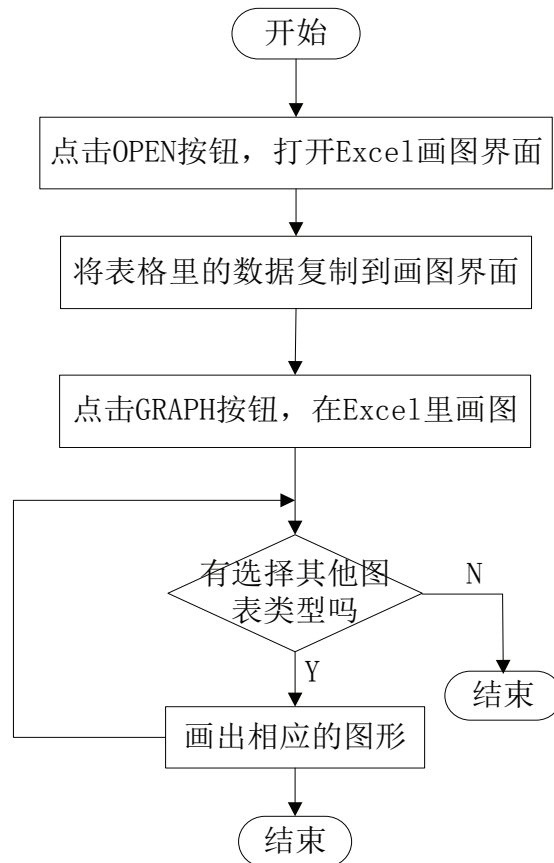 开始
点击OPEN按钮，打开Excel画图界面
将表格里的数据复制到画图界面
点击GRAPH按钮，在Excel里画图
有选择其他图
表类型吗
N
Y
结束
画出相应的图形
结束